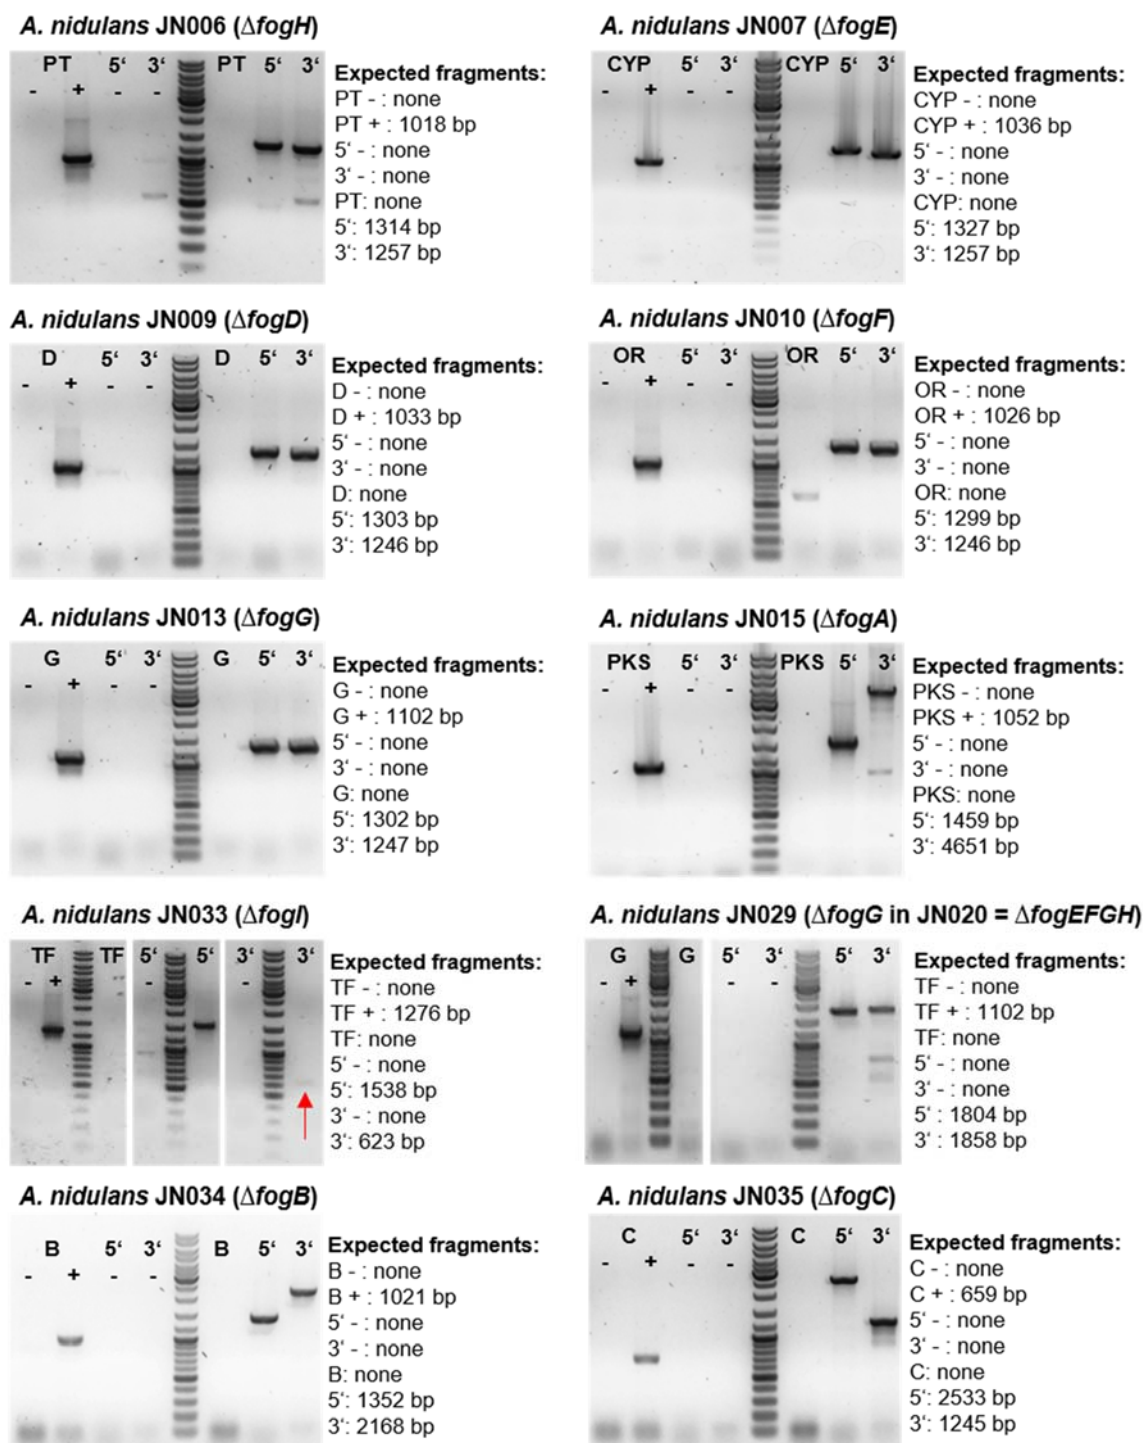 A. nidulans JN006 (ΔfogH)
PT 5‘ 3‘ PT 5‘ 3‘
- + - -
Expected fragments:
PT - : none
PT + : 1018 bp
5‘ - : none
3‘ - : none
PT: none
5‘: 1314 bp
3‘: 1257 bp
A. nidulans JN007 (ΔfogE)
CYP 5‘ 3‘ CYP 5‘ 3‘
- + - -
Expected fragments:
CYP - : none
CYP + : 1036 bp
5‘ - : none
3‘ - : none
CYP: none
5‘: 1327 bp
3‘: 1257 bp
A. nidulans JN009 (ΔfogD)
D 5‘ 3‘ D 5‘ 3‘
- + - -
Expected fragments:
D - : none
D + : 1033 bp
5‘ - : none
3‘ - : none
D: none
5‘: 1303 bp
3‘: 1246 bp
A. nidulans JN010 (ΔfogF)
OR 5‘ 3‘ OR 5‘ 3‘
- + - -
Expected fragments:
OR - : none
OR + : 1026 bp
5‘ - : none
3‘ - : none
OR: none
5‘: 1299 bp
3‘: 1246 bp
A. nidulans JN013 (ΔfogG)
G 5‘ 3‘ G 5‘ 3‘
- + - -
Expected fragments:
G - : none
G + : 1102 bp
5‘ - : none
3‘ - : none
G: none
5‘: 1302 bp
3‘: 1247 bp
A. nidulans JN015 (ΔfogA)
PKS 5‘ 3‘ PKS 5‘ 3‘
- + - -
Expected fragments:
PKS - : none
PKS + : 1052 bp
5‘ - : none
3‘ - : none
PKS: none
5‘: 1459 bp
3‘: 4651 bp
A. nidulans JN033 (ΔfogI)
TF TF 5‘ 5‘ 3‘ 3‘
- + - -
Expected fragments:
TF - : none
TF + : 1276 bp
TF: none
5‘ - : none
5‘: 1538 bp
3‘ - : none
3‘: 623 bp
A. nidulans JN029 (ΔfogG in JN020 = ΔfogEFGH)
G G 5‘ 3‘ 5‘ 3‘
- + - -
Expected fragments:
TF - : none
TF + : 1102 bp
TF: none
5‘ - : none
3‘ - : none
5‘ : 1804 bp
3‘ : 1858 bp
A. nidulans JN034 (ΔfogB)
B 5‘ 3‘ B 5‘ 3‘
- + - -
Expected fragments:
B - : none
B + : 1021 bp
5‘ - : none
3‘ - : none
B: none
5‘: 1352 bp
3‘: 2168 bp
A. nidulans JN035 (ΔfogC)
C 5‘ 3‘ C 5‘ 3‘
- + - -
Expected fragments:
C - : none
C + : 659 bp
5‘ - : none
3‘ - : none
C: none
5‘: 2533 bp
3‘: 1245 bp